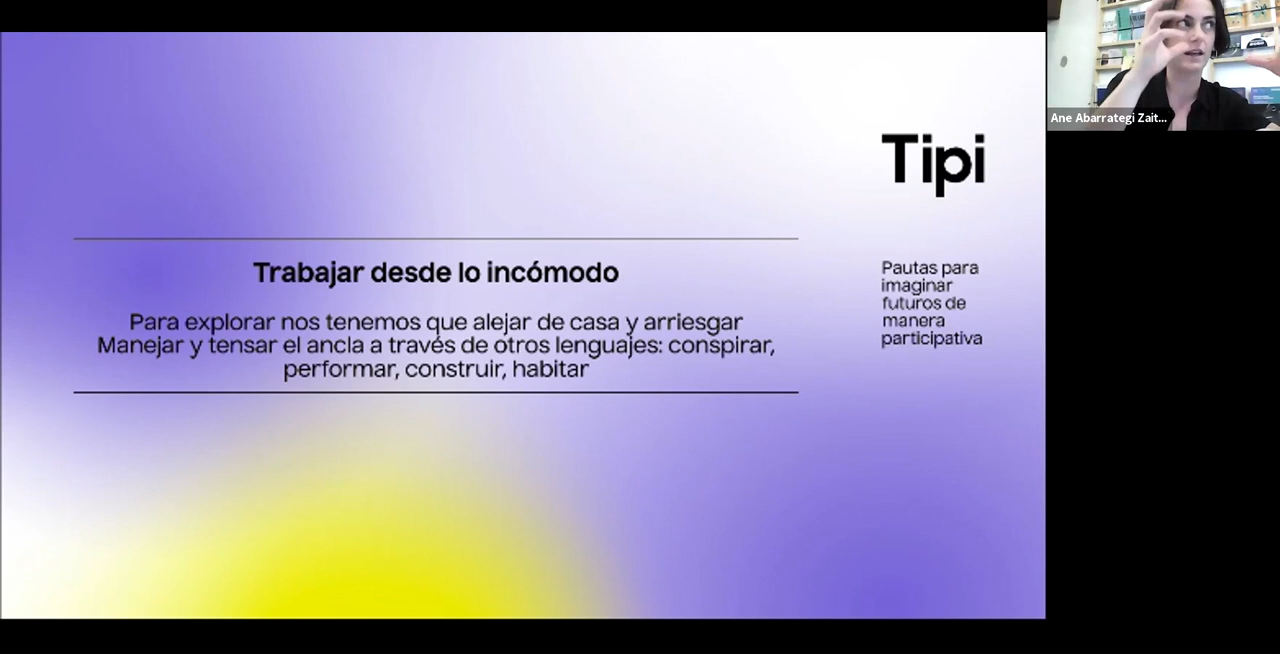 Tipi
Trabajar desde lo incómodo
Para explorar nos tenemos que alejar de casa y arriesgar
Manejar y tensar el ancla a través de otros lenguajes: conspirar,
performar, construir, habitar
Pautas para
imaginar
futuros de
manera
participativa
Ane Abarrategi Zait...